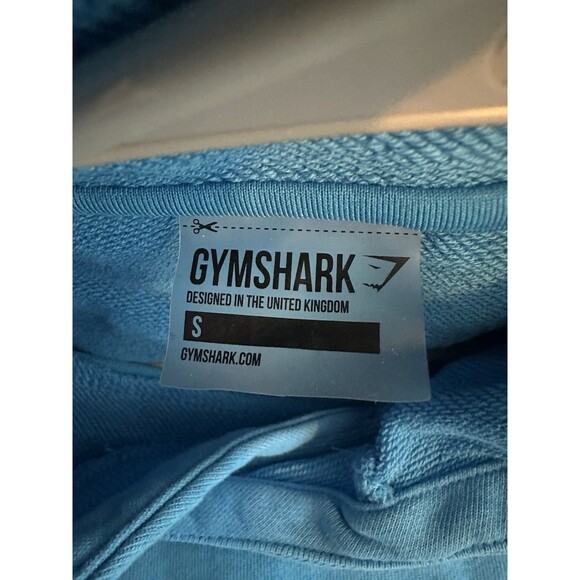 GYMSHARK
DESIGNED IN THE UNITED KINGDOM
S
GYMSHARK.COM